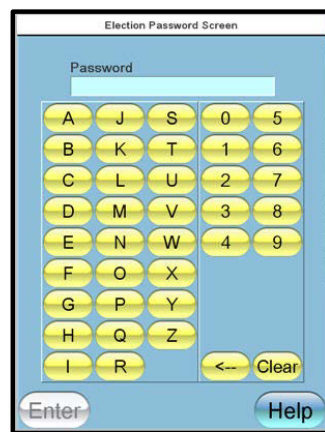 Election Password Screen
Password
A J S 0 5
B K T 1 6
C L U 2 7
D M V 3 8
E N W 4 9
F O X
G P Y
H Q Z
I R <-- Clear
Enter Help